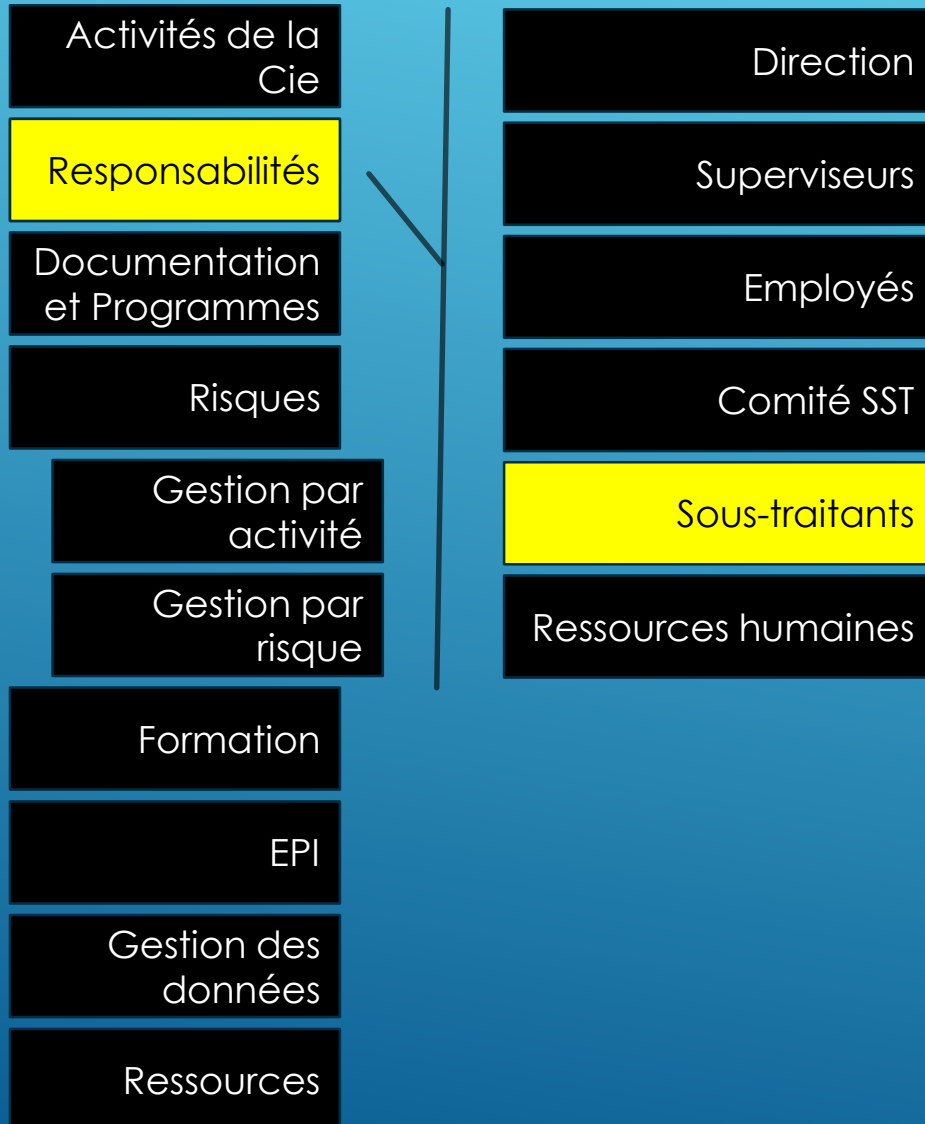 Activités de la
Cie
Responsabilités
Documentation
et Programmes
Risques
Gestion par
activité
Gestion par
risque
Formation
EPI
Gestion des
données
Ressources
Direction
Superviseurs
Employés
Comité SST
Sous-traitants
Ressources humaines